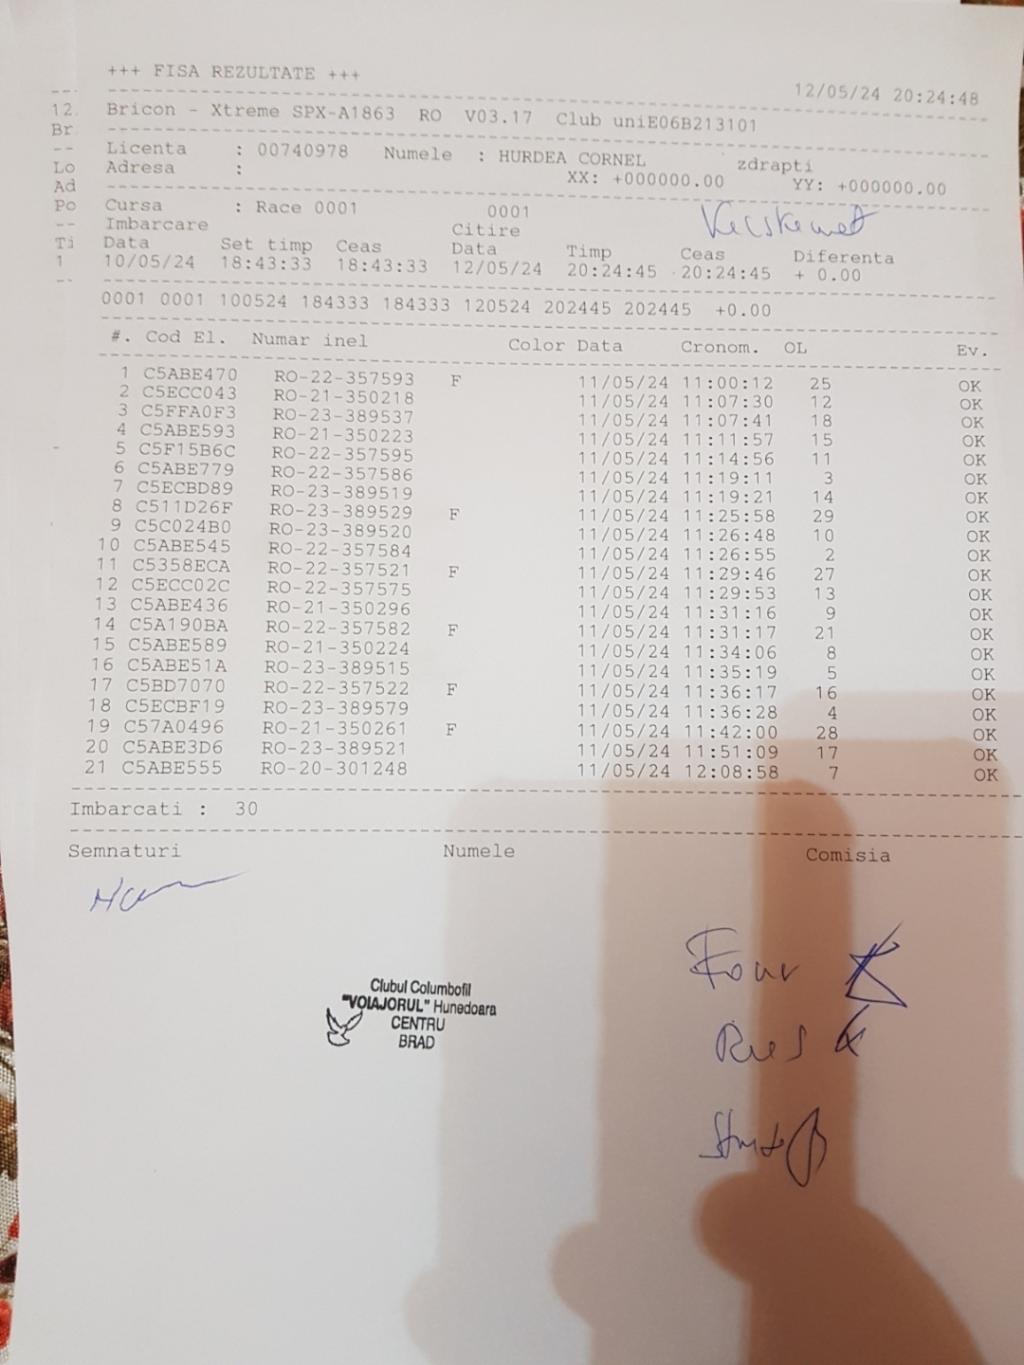 +++ FISA REZULTATE +++
12/05/24 20:24:48
Bricon - Xtreme SPX-A1863 RO V03.17 Club uniE06B213101
Licenta : 00740978 Numele : HURDEA CORNEL zdrapti
Adresa : XX: +000000.00 YY: +000000.00
Cursa : Race 0001 0001
Kecskemet
Imbarcare Citire
Data Set timp Ceas Data Timp Ceas Diferenta
10/05/24 18:43:33 18:43:33 12/05/24 20:24:45 20:24:45 + 0.00
0001 0001 100524 184333 184333 120524 202445 202445 +0.00
#. Cod El. Numar inel Color Data Cronom. OL Ev.
1 C5ABE470 RO-22-357593 F 11/05/24 11:00:12 25 OK
2 C5ECC043 RO-21-350218 11/05/24 11:07:30 12 OK
3 C5FFA0F3 RO-23-389537 11/05/24 11:07:41 18 OK
4 C5ABE593 RO-21-350223 11/05/24 11:11:57 15 OK
5 C5F15B6C RO-22-357595 11/05/24 11:14:56 11 OK
6 C5ABE779 RO-22-357586 11/05/24 11:19:11 3 OK
7 C5ECBD89 RO-23-389519 11/05/24 11:19:21 14 OK
8 C511D26F RO-23-389529 F 11/05/24 11:25:58 29 OK
9 C5C024B0 RO-23-389520 11/05/24 11:26:48 10 OK
10 C5ABE545 RO-22-357584 11/05/24 11:26:55 2 OK
11 C5358ECA RO-22-357521 F 11/05/24 11:29:46 27 OK
12 C5ECC02C RO-22-357575 11/05/24 11:29:53 13 OK
13 C5ABE436 RO-21-350296 11/05/24 11:31:16 9 OK
14 C5A190BA RO-22-357582 F 11/05/24 11:31:17 21 OK
15 C5ABE589 RO-21-350224 11/05/24 11:34:06 8 OK
16 C5ABE51A RO-23-389515 11/05/24 11:35:19 5 OK
17 C5BD7070 RO-22-357522 F 11/05/24 11:36:17 16 OK
18 C5ECBF19 RO-23-389579 11/05/24 11:36:28 4 OK
19 C57A0496 RO-21-350261 F 11/05/24 11:42:00 28 OK
20 C5ABE3D6 RO-23-389521 11/05/24 11:51:09 17 OK
21 C5ABE555 RO-20-301248 11/05/24 12:08:58 7 OK
Imbarcati : 30
Semnaturi Numele Comisia
Clubul Columbofil
"VOIAJORUL" Hunedoara
CENTRU
BRAD